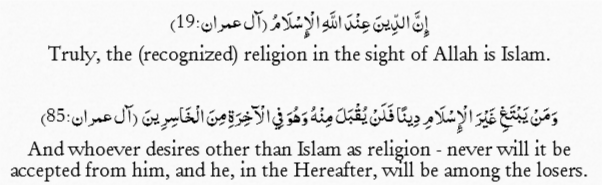 إِنَّ الدِّينَ عِنْدَ اللَّهِ الْإِسْلَامُ (آل عمران:19)
Truly, the (recognized) religion in the sight of Allah is Islam.
وَمَنْ يَبْتَغِ غَيْرَ الْإِسْلَامِ دِينًا فَلَنْ يُقْبَلَ مِنْهُ وَهُوَ فِي الْآخِرَةِ مِنَ الْخَاسِرِينَ (آل عمران:85)
And whoever desires other than Islam as religion - never will it be
accepted from him, and he, in the Hereafter, will be among the losers.